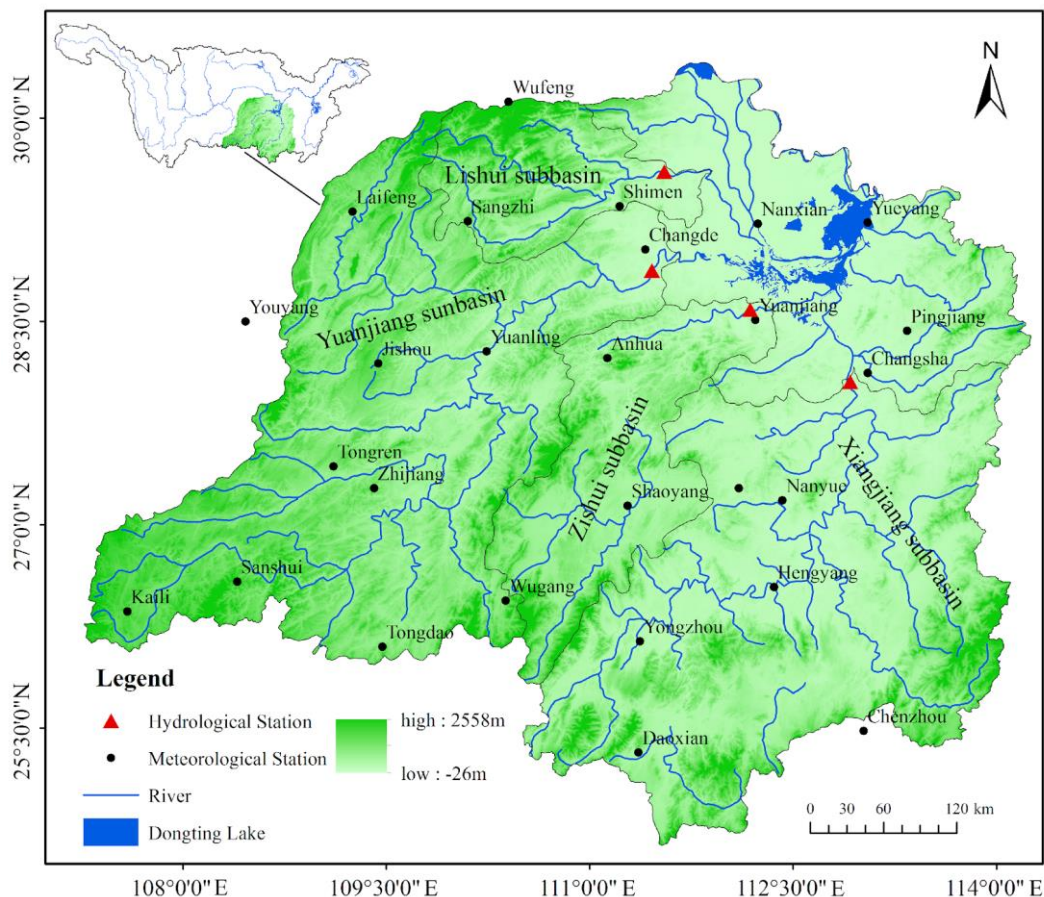 N
Wufeng
30°0'0" N
Lishui subbasin
Laifeng
Sangzhi
Shimen
Nanxian
Yueyang
Changde
Youyang
28°30'0" N
Yuanjiang sunbasin
Yuanling
Yuanjiang
Pingjiang
Jishou
Anhua
Changsha
Zishui subbasin
Xiangjiang subbasin
Tongren
Zhijiang
Shaoyang
Nanyue
27°0'0" N
Sanshui
Kaili
Wugang
Hengyang
Tongdao
Yongzhou
Legend
Hydrological Station
high : 2558m
Meteorological Station
low : -26m
River
Dongting Lake
25°30'0"N
Chenzhou
Daoxian
0 30 60 120 km
108°0'0"E
109°30'0"E
111°0'0"E
112°30'0"E
114°0'0"E